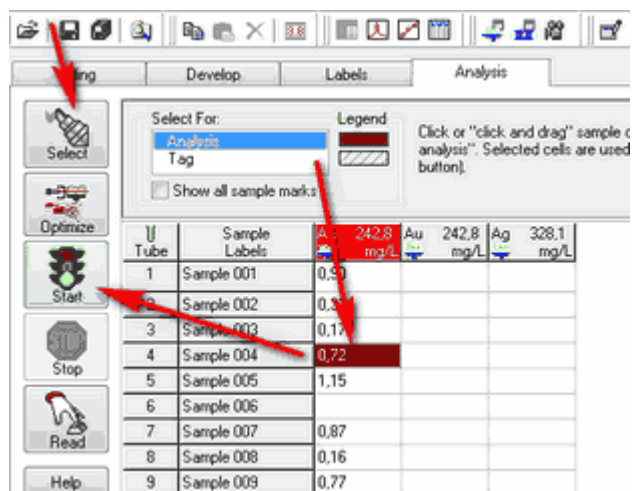 Develop Labels Analysis
Select For: Legend
Analysis
Tag
Show all sample marks
Click or "click and drag" sample
analysis". Selected cells are used
button).
Select
Optimize
Start
Stop
Read
Help
Tube Sample Labels 242,8 mg/L Au 242,8 mg/L Ag 328,1 mg/L
1 Sample 001
Sample 002
3 Sample 003 0,17
4 Sample 004 0,72
5 Sample 005 1,15
6 Sample 006
7 Sample 007 0,87
8 Sample 008 0,16
9 Sample 009 0,77